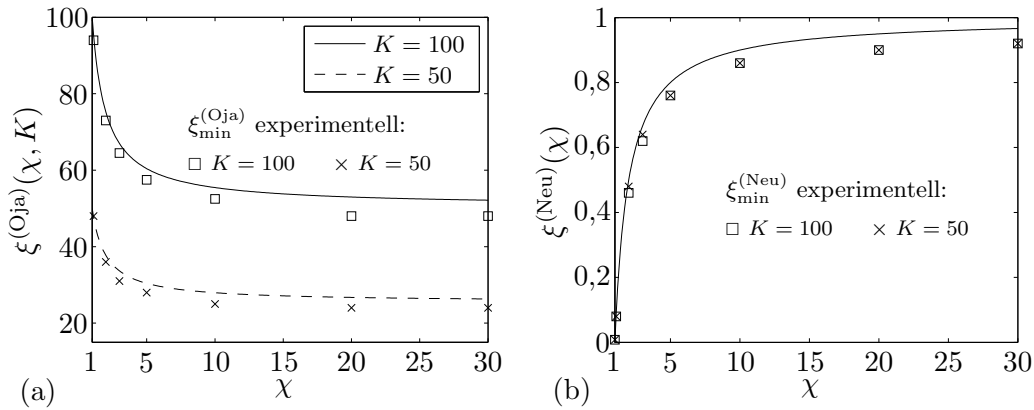 100
80
60
40
20
ξ^(Oja)(χ, K)
K = 100
K = 50
ξ_min^(Oja) experimentell:
□ K = 100 × K = 50
1 5 10 15 20 25 30
χ
(a)
1
0,8
0,6
0,4
0,2
0
ξ^(Neu)(χ)
ξ_min^(Neu) experimentell:
□ K = 100 × K = 50
1 5 10 15 20 25 30
χ
(b)